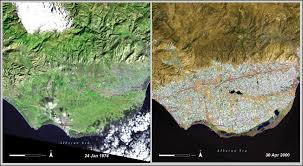 Alboran Sea
24 Jan 1974
Alboran Sea
30 Apr 2000